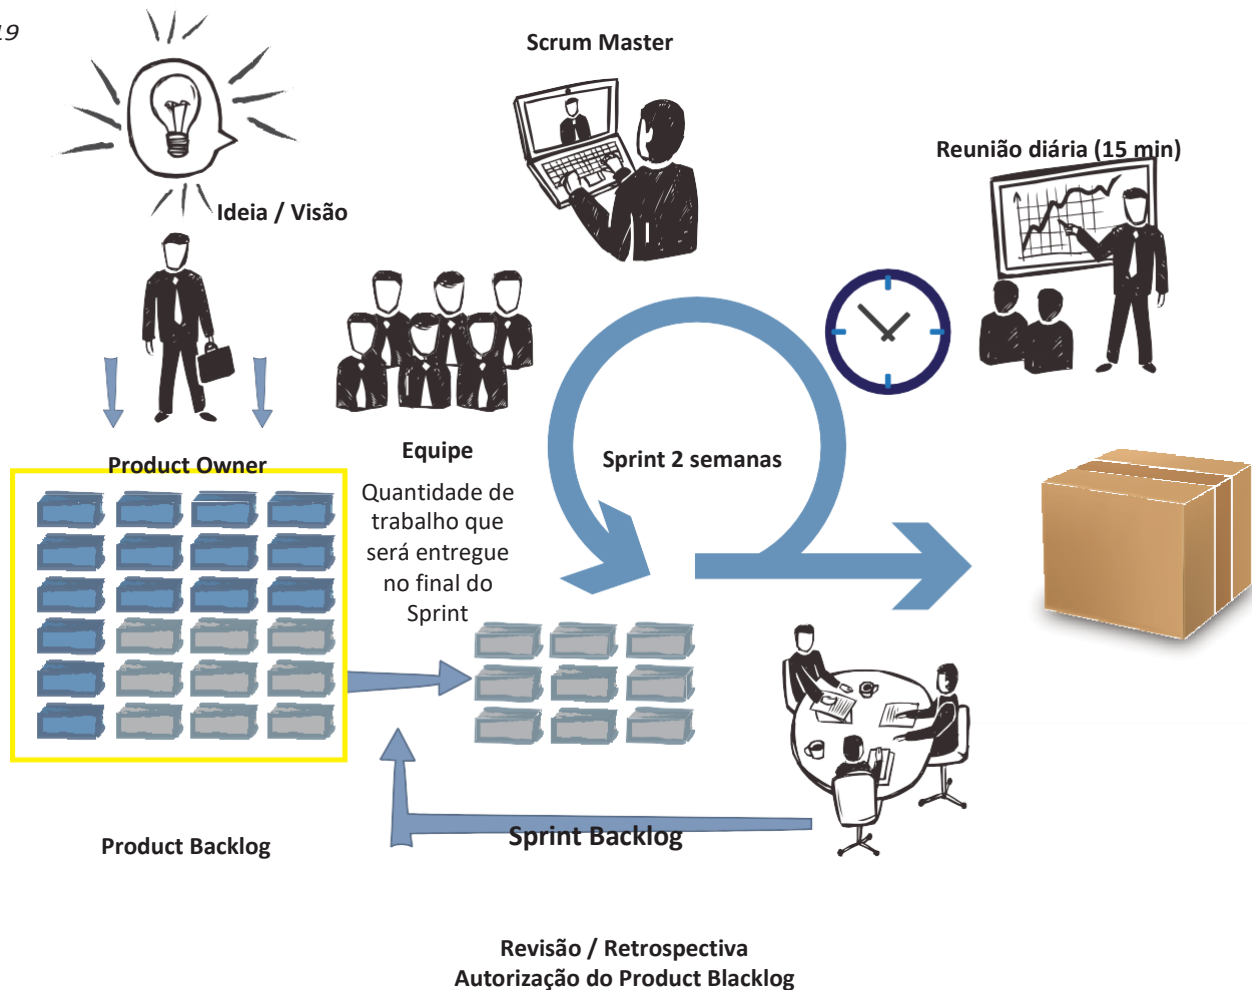 19
Scrum Master
Reunião diária (15 min)
Ideia / Visão
Product Owner
Equipe
Quantidade de
trabalho que
será entregue
no final do
Sprint
Sprint 2 semanas
Product Backlog
Sprint Backlog
Revisão / Retrospectiva
Autorização do Product Blacklog